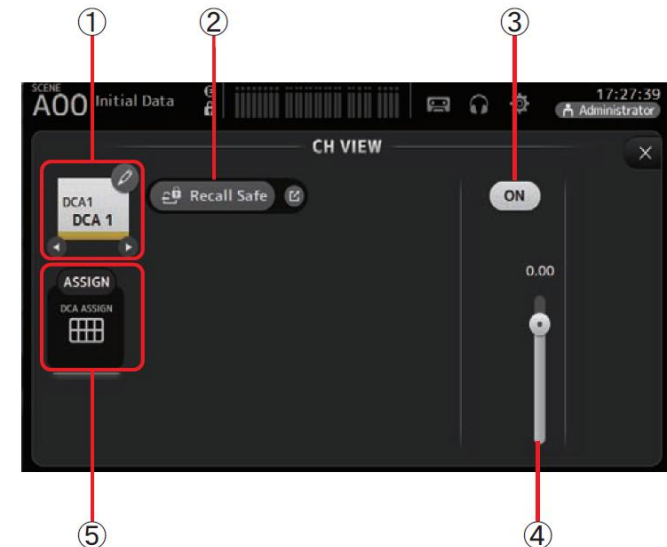 ① ② ③
SCENE
A00 Initial Data
17:27:39
Administrator
CH VIEW
DCA1
DCA 1
Recall Safe
ON
0.00
ASSIGN
DCA ASSIGN
⑤ ④